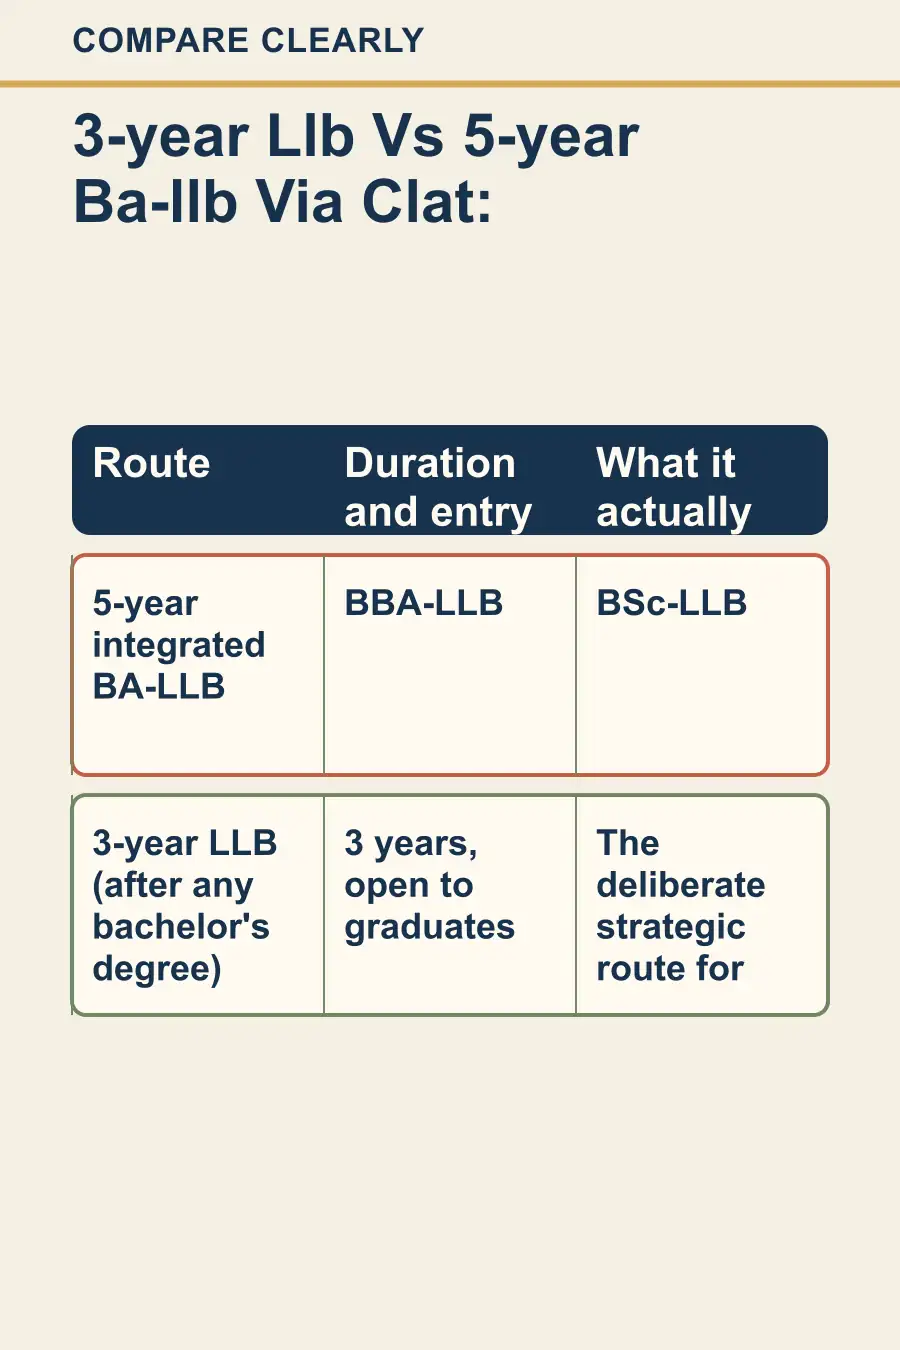 COMPARE CLEARLY
3-year Llb Vs 5-year
Ba-llb Via Clat:
Route
Duration
and entry
What it
actually
5-year
integrated
BA-LLB
BBA-LLB
BSc-LLB
3-year LLB
(after any
bachelor's
degree)
3 years,
open to
graduates
The
deliberate
strategic
route for